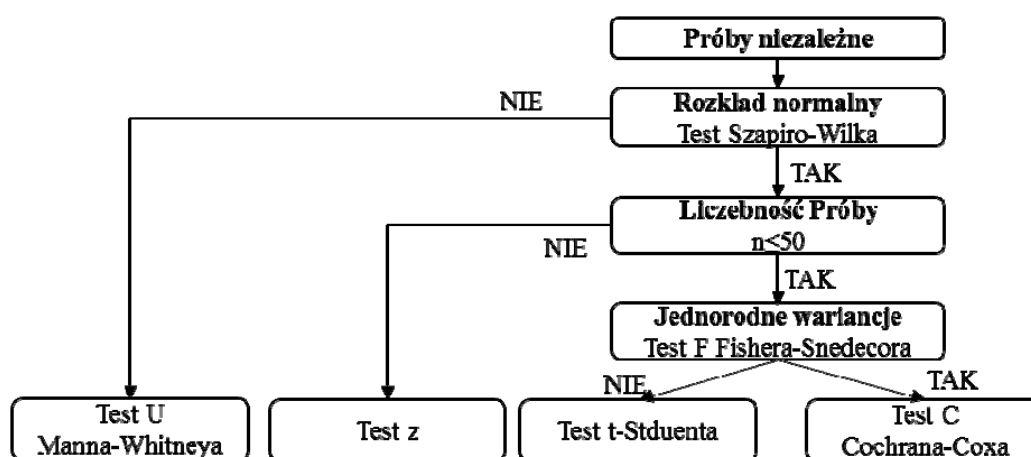 Próby niezależne
NIE
Rozkład normalny
Test Szapiro-Wilka
TAK
Liczebność Próby
n<50
NIE
TAK
Jednorodne wariancje
Test F Fishera-Snedecora
NIE
TAK
Test U
Manna-Whitneya
Test z
Test t-Stduenta
Test C
Cochrana-Coxa